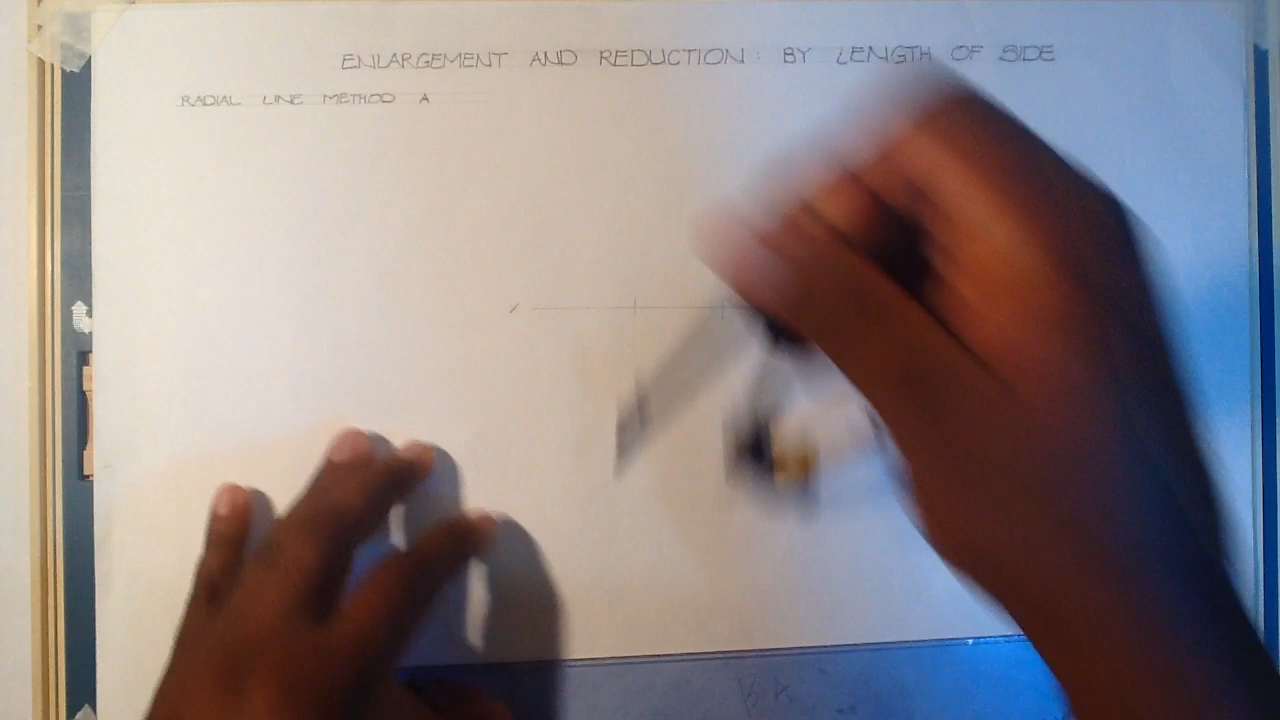 ENLARGEMENT AND REDUCTION : BY LENGTH OF SIDE
RADIAL LINE METHOD A